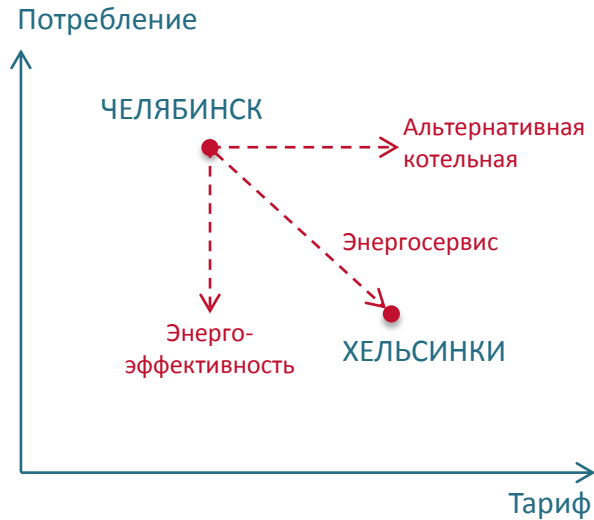 Потребление
ЧЕЛЯБИНСК
Альтернативная
котельная
Энергосервис
Энерго-
эффективность
ХЕЛЬСИНКИ
Тариф